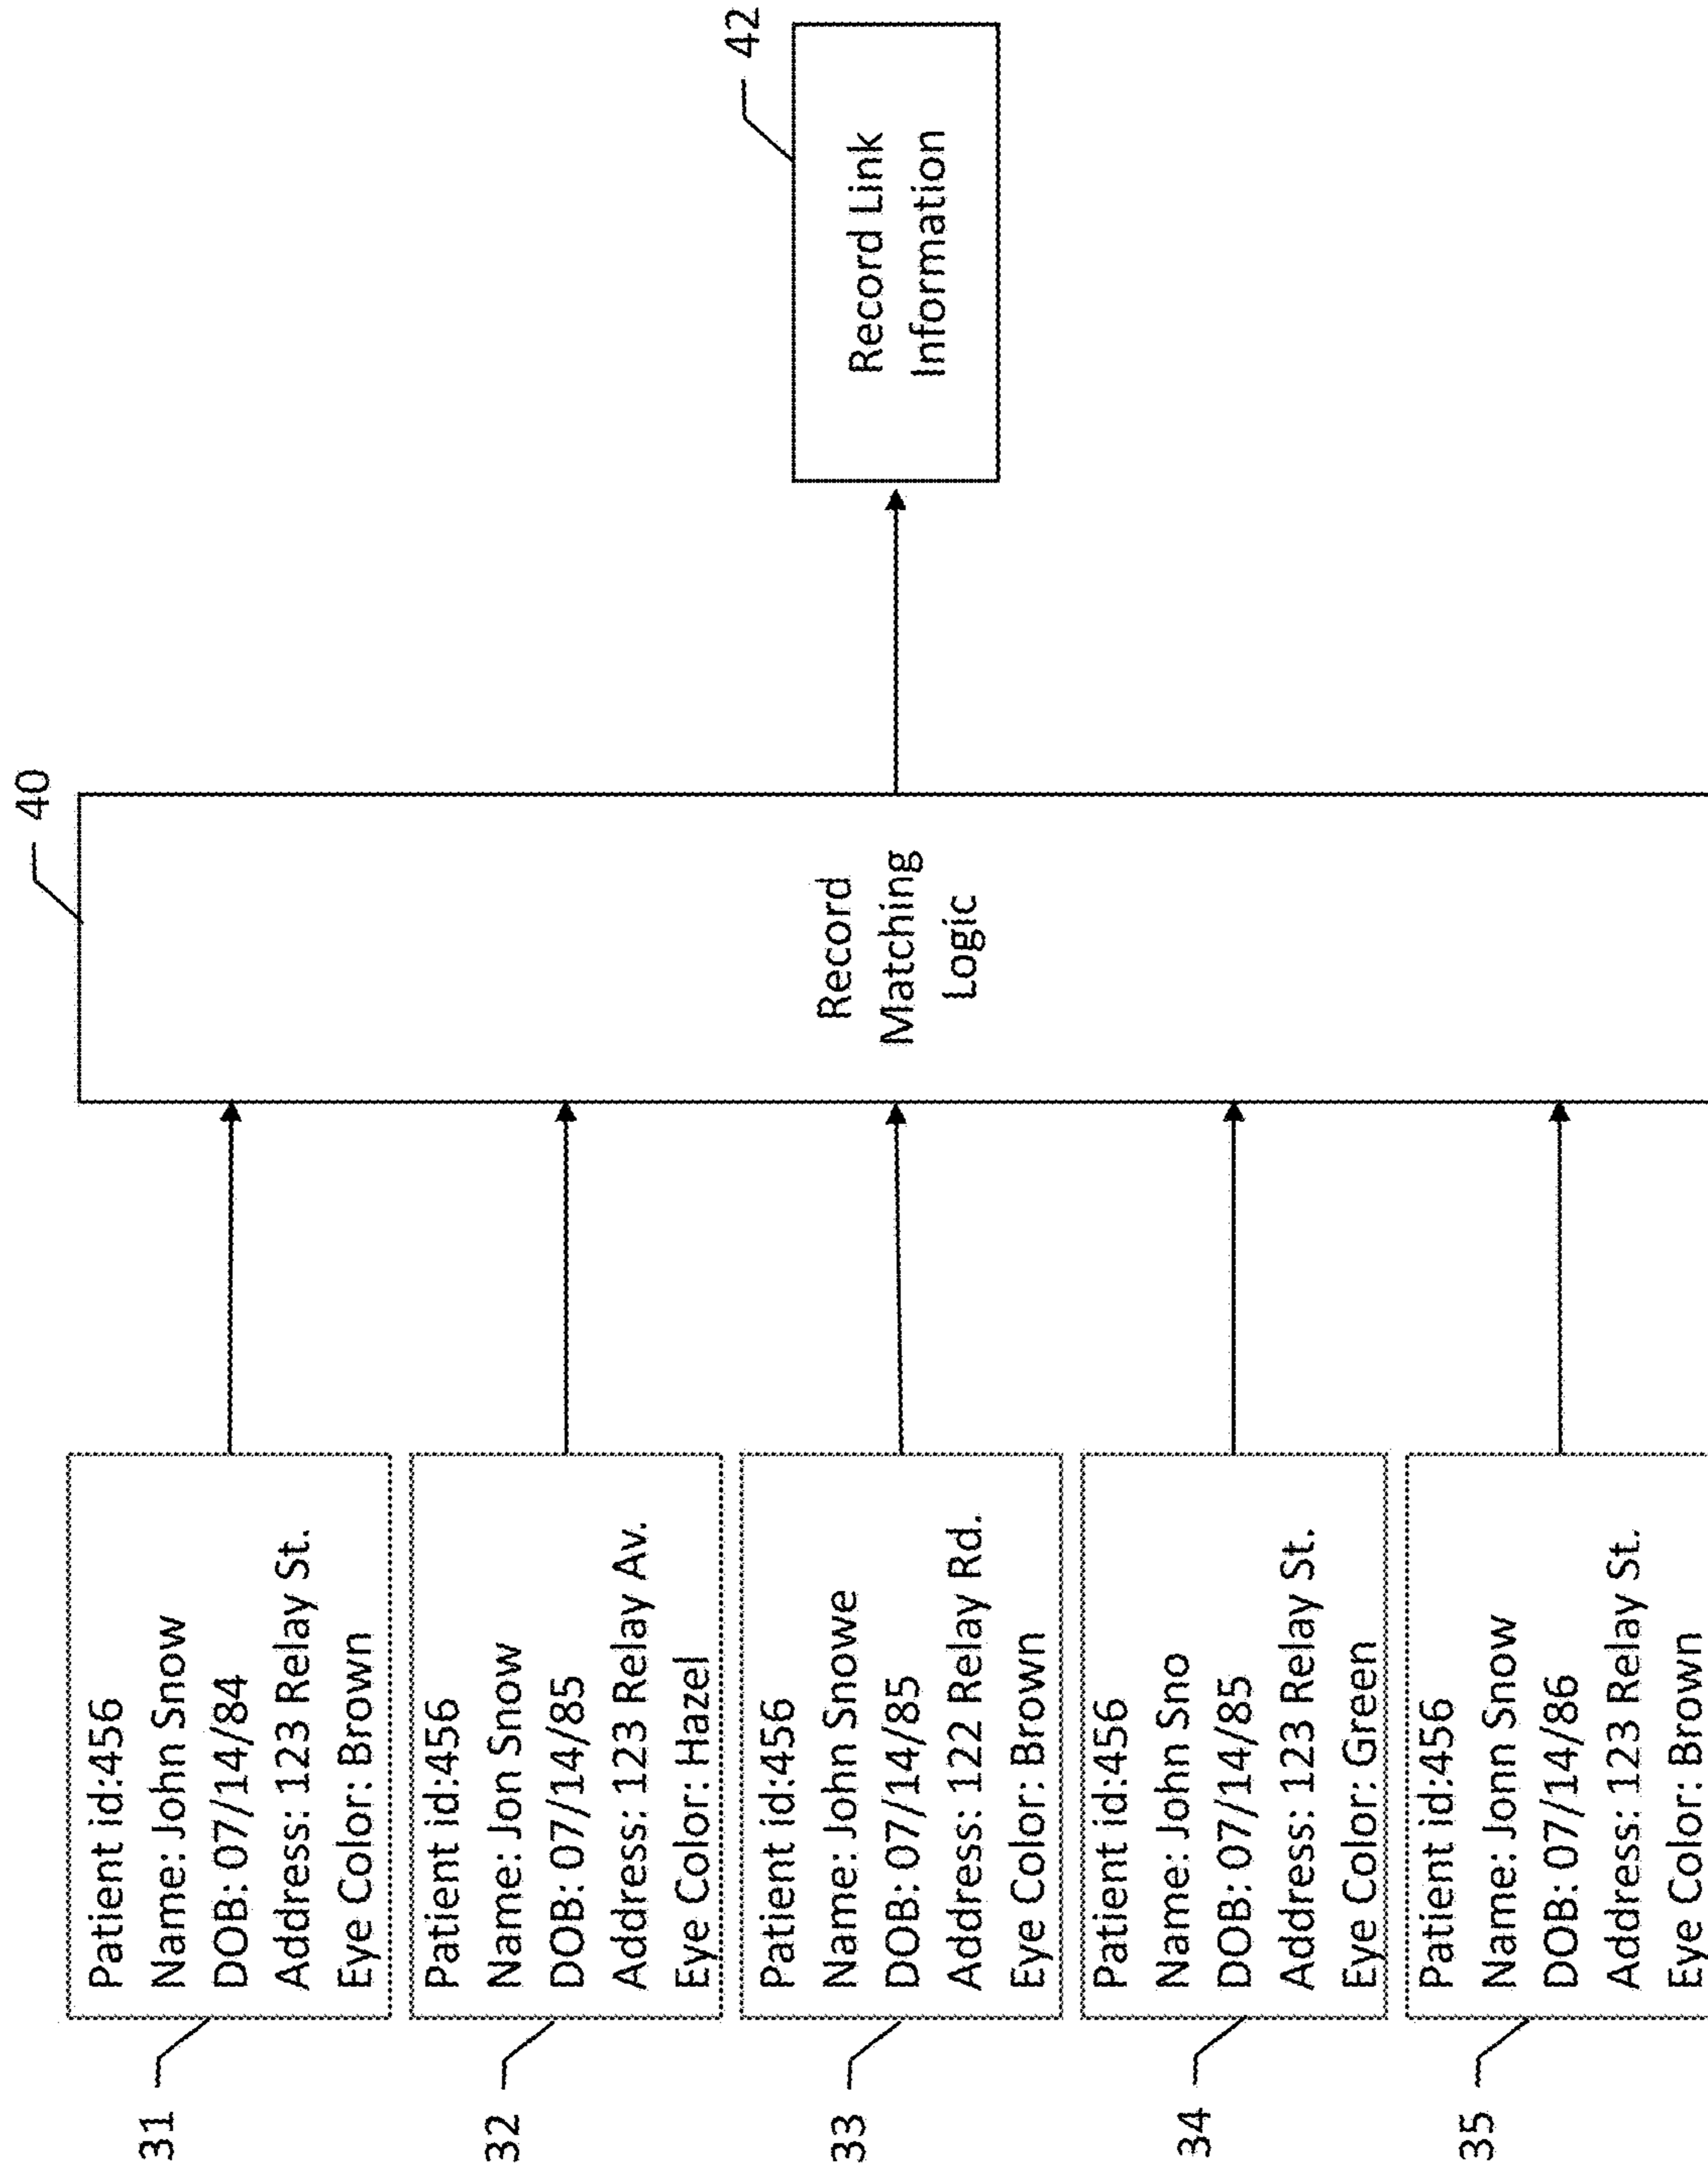 31
Patient id:456
Name: John Snow
DOB: 07/14/84
Address: 123 Relay St.
Eye Color: Brown
32
Patient id:456
Name: Jon Snow
DOB: 07/14/85
Address: 123 Relay Av.
Eye Color: Hazel
33
Patient id:456
Name: John Snowe
DOB: 07/14/85
Address: 122 Relay Rd.
Eye Color: Brown
34
Patient id:456
Name: John Sno
DOB: 07/14/85
Address: 123 Relay St.
Eye Color: Green
35
Patient id:456
Name: Jonn Snow
DOB: 07/14/86
Address: 123 Relay St.
Eye Color: Brown
40
Record
Matching
Logic
42
Record Link
Information